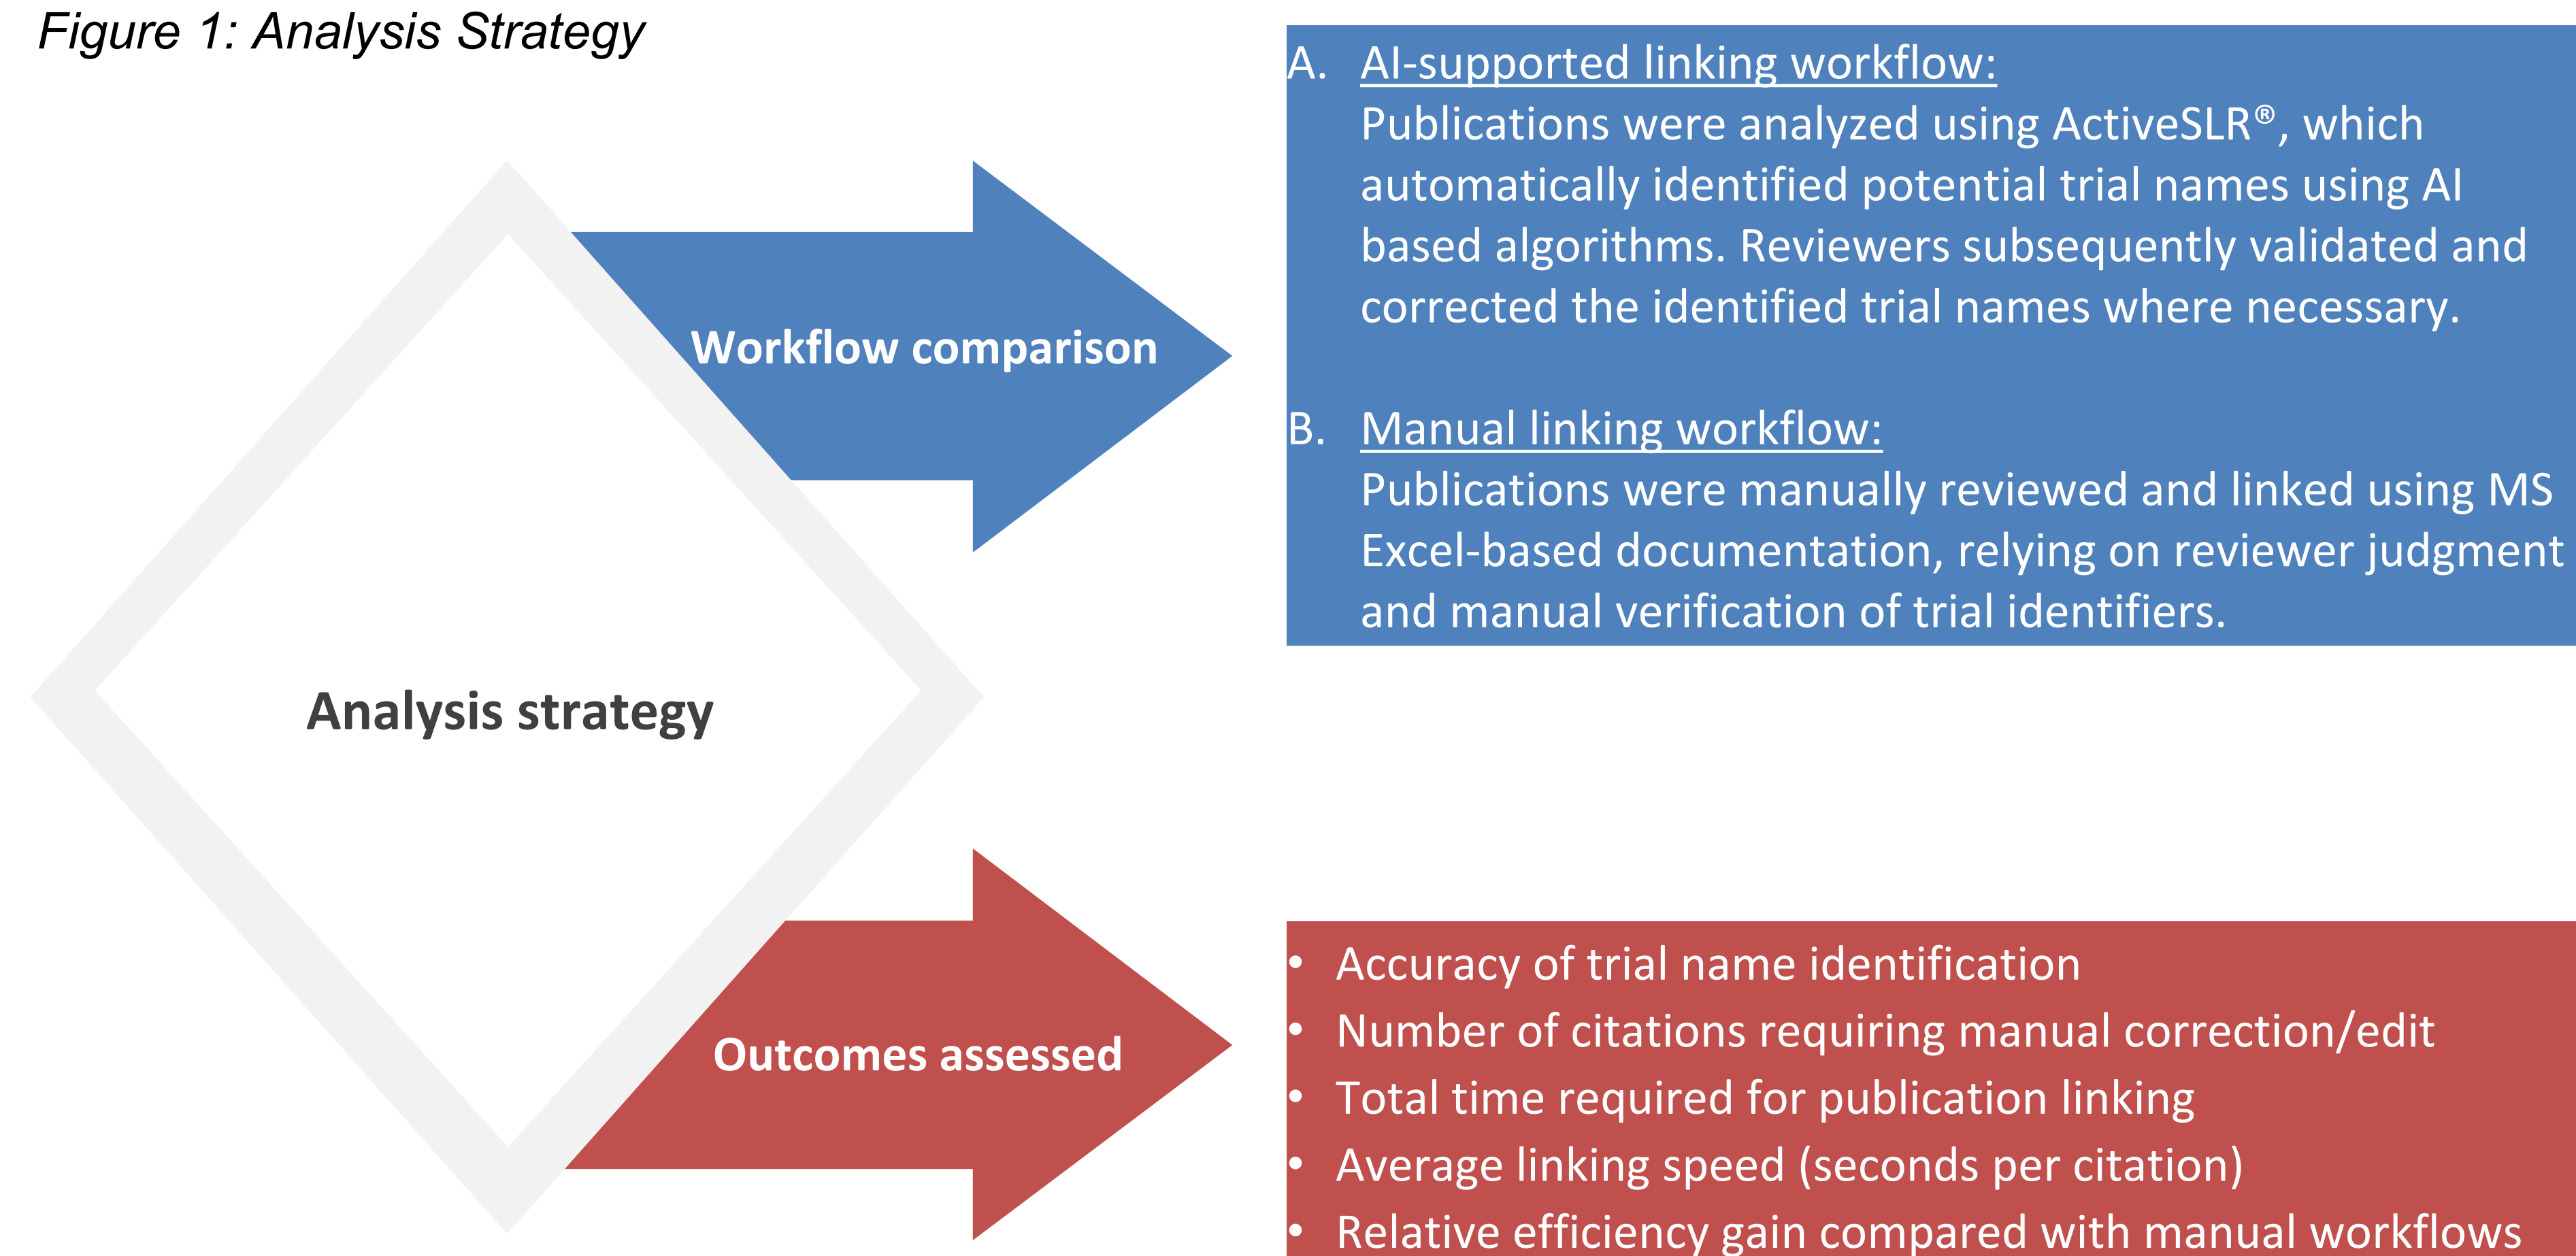 Figure 1: Analysis Strategy
A. AI-supported linking workflow:
Publications were analyzed using ActiveSLR®, which
automatically identified potential trial names using AI
based algorithms. Reviewers subsequently validated and
corrected the identified trial names where necessary.
Workflow comparison
B. Manual linking workflow:
Publications were manually reviewed and linked using MS
Excel-based documentation, relying on reviewer judgment
and manual verification of trial identifiers.
Analysis strategy
Outcomes assessed
• Accuracy of trial name identification
• Number of citations requiring manual correction/edit
• Total time required for publication linking
• Average linking speed (seconds per citation)
• Relative efficiency gain compared with manual workflows